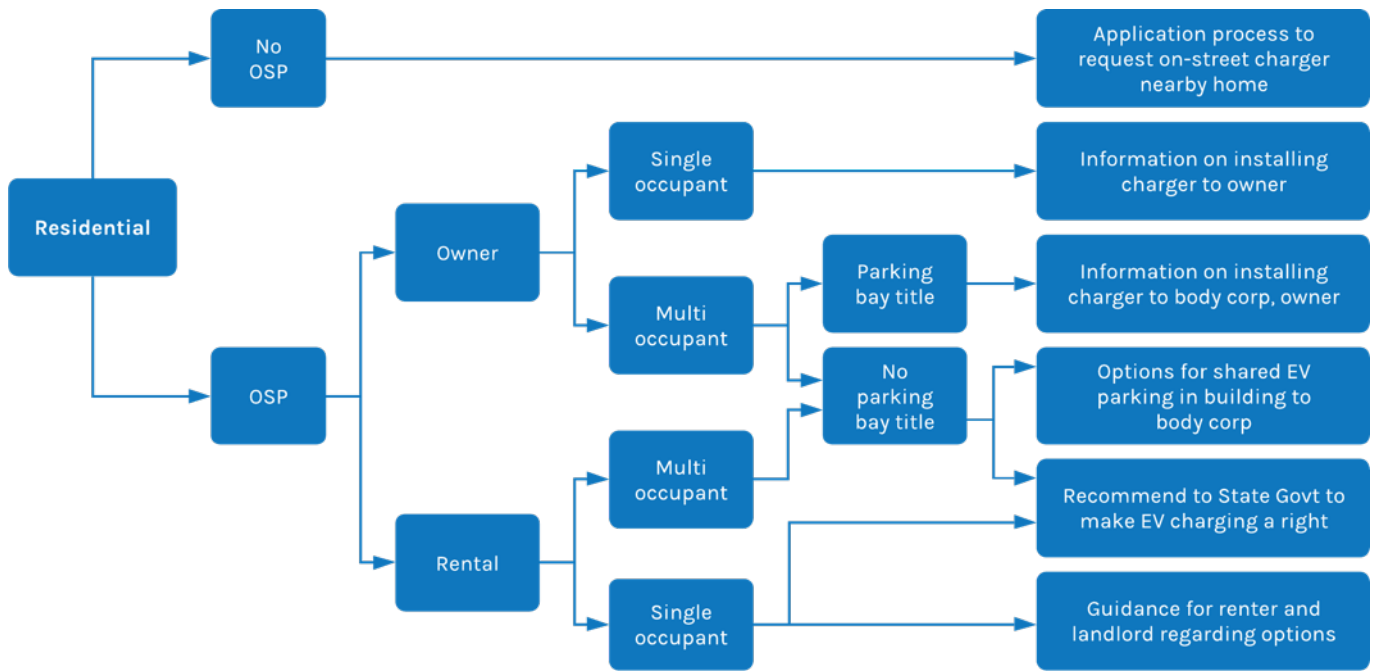 No
OSP
Application process to
request on-street charger
nearby home
Single
occupant
Information on installing
charger to owner
Residential
Owner
Parking
bay title
Information on installing
charger to body corp, owner
Multi
occupant
OSP
No
parking
bay title
Options for shared EV
parking in building to
body corp
Multi
occupant
Recommend to State Govt to
make EV charging a right
Rental
Single
occupant
Guidance for renter and
landlord regarding options